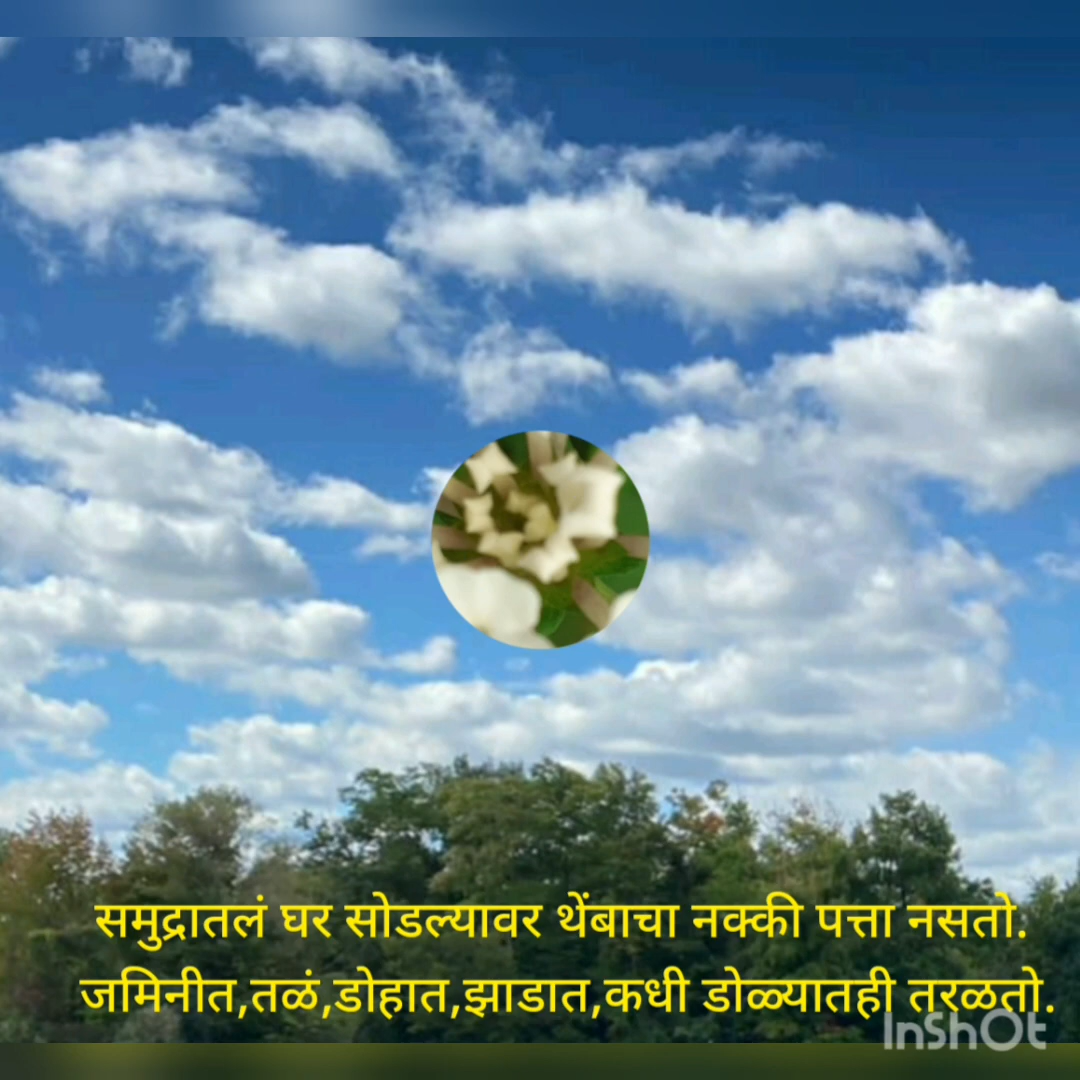 समुद्रातलं घर सोडल्यावर थेंबाचा नक्की पत्ता नसतो.
जमिनीत,तळं,डोहात,झाडात,कधी डोळ्यातही तरळतो.
InShOt